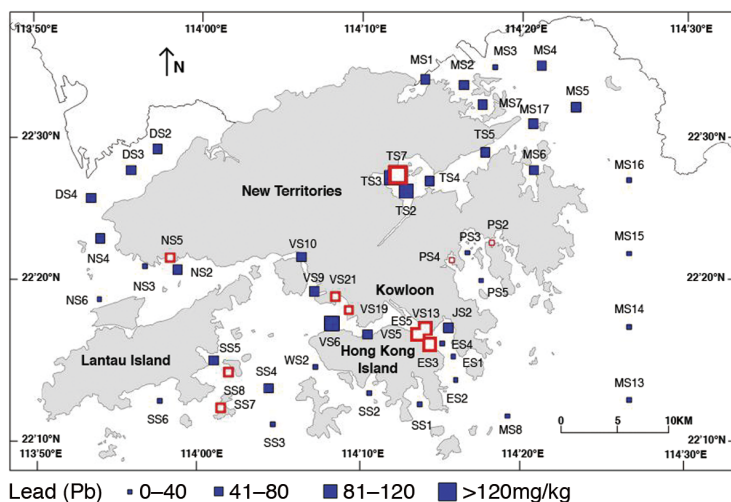 113°50'E 114°00' 114°10' 114°20' 114°30'E
N
MS1 MS2 MS3 MS4
MS5
MS7
MS17
22°30'N 22°30'
DS2
TS5
DS3
TS7
MS6
MS16
TS3 TS4
DS4
New Territories
TS2
PS2
NS5
VS10
PS3
MS15
NS4
PS4
NS3 NS2
22°20'N 22°20'N
VS9 VS21
Kowloon
PS5
NS6
VS19
VS13 JS2
MS14
ES5
VS6 VS5
Hong Kong
Island
ES4
Lantau Island
SS5
WS2
ES3 ES1
SS4
SS8
ES2
MS13
SS7
SS6
SS2
SS1
MS8
SS3
0 5 10KM
22°10'N 22°10'N
113°50'E 114°00' 114°10' 114°20' 114°30'E
Lead (Pb) 0–40 41–80 81–120 >120mg/kg